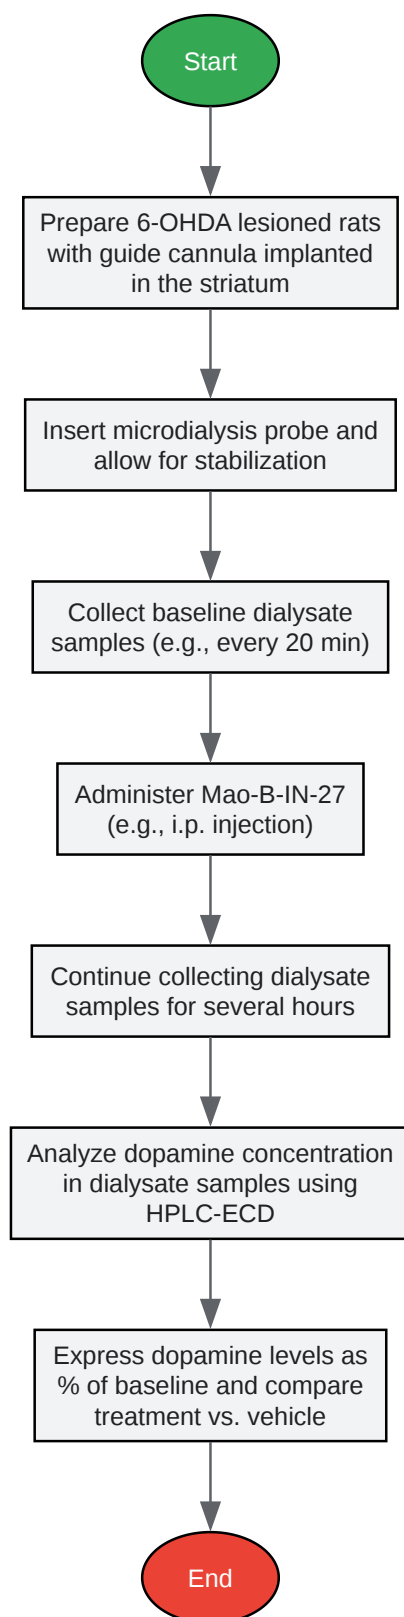 Start
Prepare 6-OHDA lesioned rats
with guide cannula implanted
in the striatum
Insert microdialysis probe and
allow for stabilization
Collect baseline dialysate
samples (e.g., every 20 min)
Administer Mao-B-IN-27
(e.g., i.p. injection)
Continue collecting dialysate
samples for several hours
Analyze dopamine concentration
in dialysate samples using
HPLC-ECD
Express dopamine levels as
% of baseline and compare
treatment vs. vehicle
End